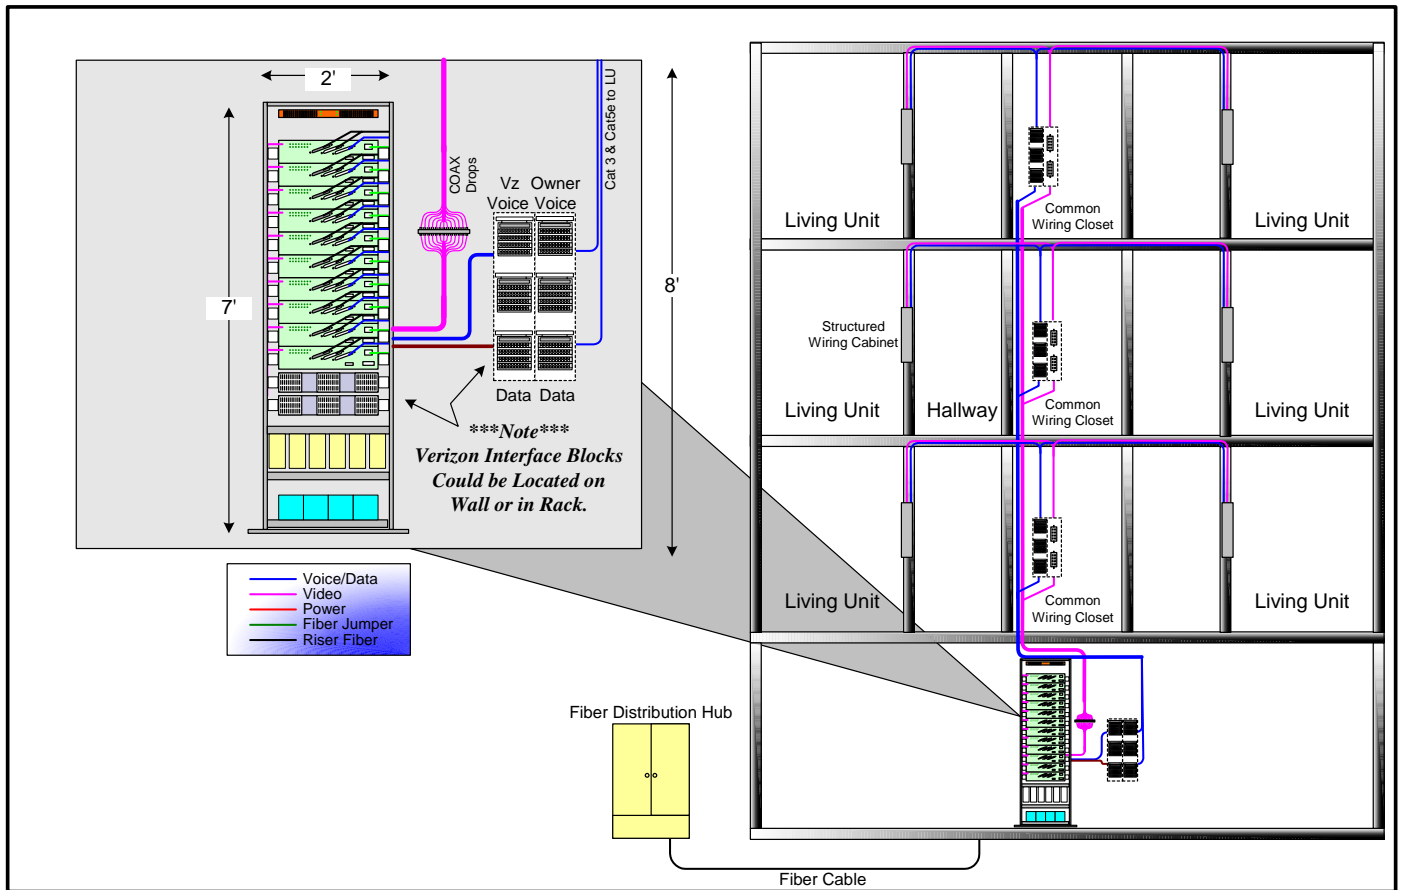 2'
7'
8'
COAX
Drops
Cat 3 & Cat5e to LU
Vz Owner
Voice Voice
Data Data
***Note***
Verizon Interface Blocks
Could be Located on
Wall or in Rack.
Voice/Data
Video
Power
Fiber Jumper
Riser Fiber
Living Unit
Common
Wiring Closet
Living Unit
Structured
Wiring Cabinet
Living Unit
Hallway
Common
Wiring Closet
Living Unit
Living Unit
Common
Wiring Closet
Living Unit
Fiber Distribution Hub
Fiber Cable